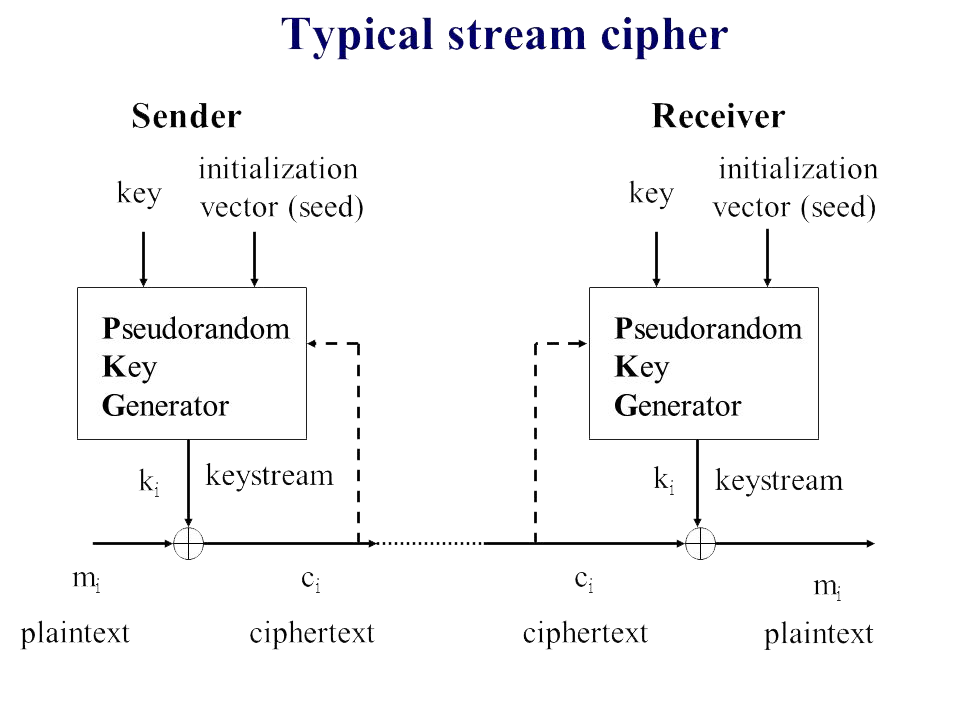 Typical stream cipher
Sender
Receiver
key
initialization
vector (seed)
key
initialization
vector (seed)
Pseudorandom
Key
Generator
Pseudorandom
Key
Generator
kᵢ
keystream
kᵢ
keystream
mᵢ
cᵢ
cᵢ
mᵢ
plaintext
ciphertext
ciphertext
plaintext